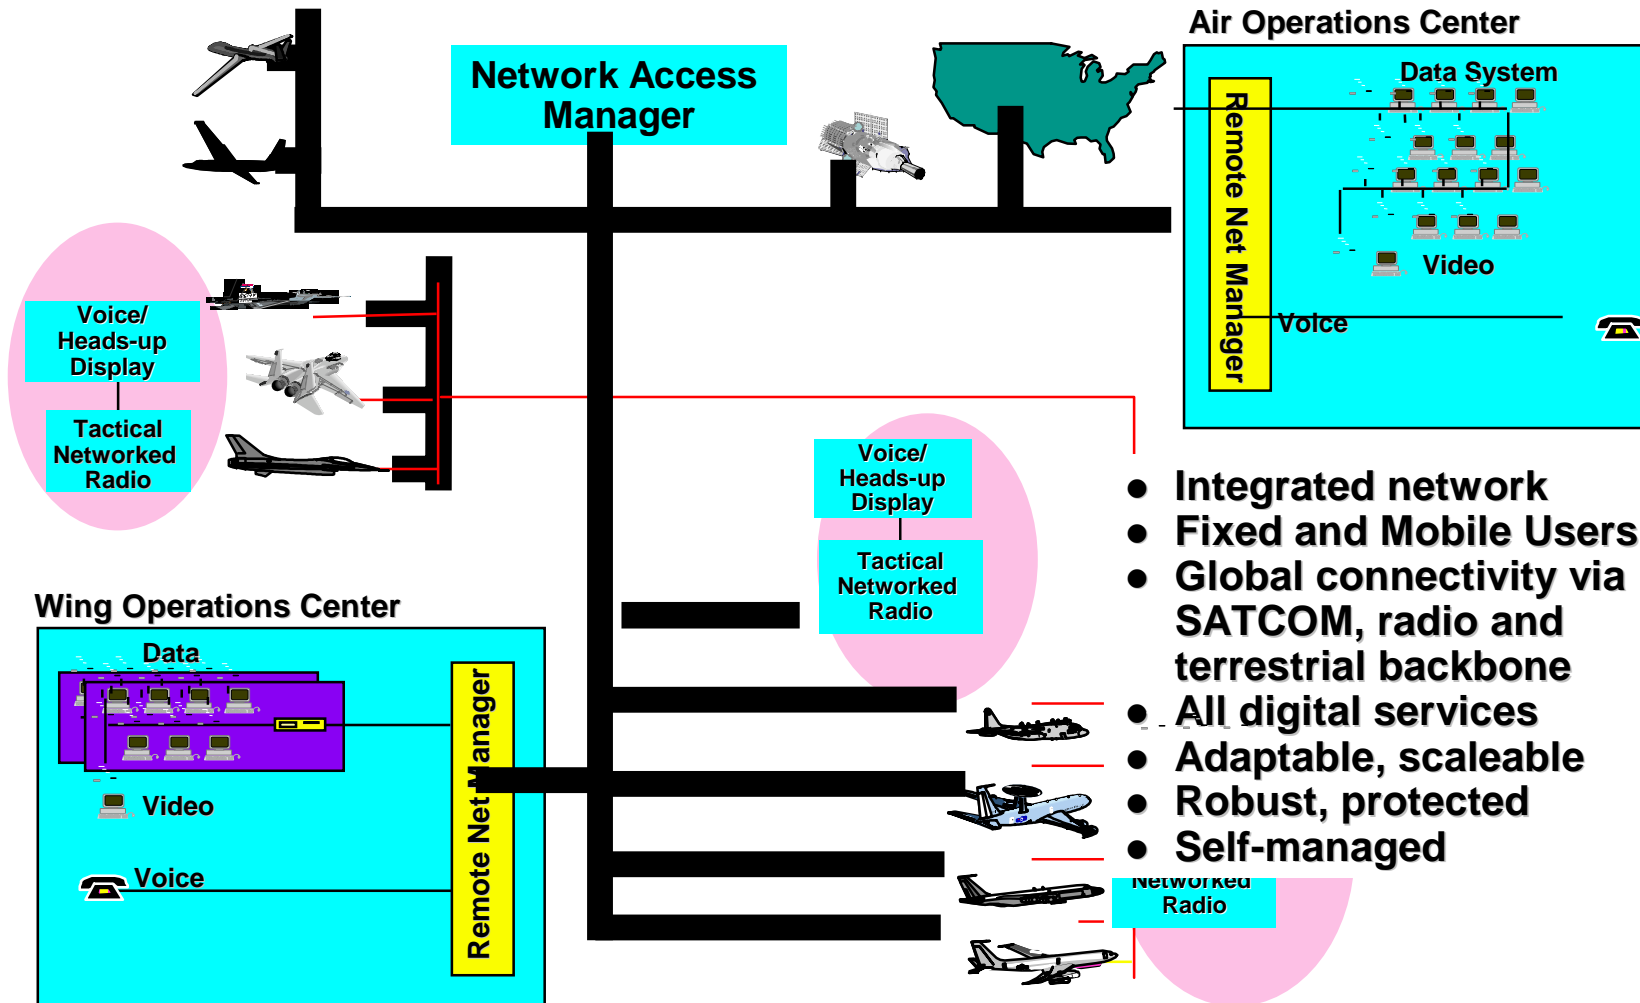 Air Operations Center
Network Access
Manager
Data System
Remote Net Manager
Video
Voice
Voice/
Heads-up
Display
Tactical
Networked
Radio
Voice/
Heads-up
Display
Tactical
Networked
Radio
● Integrated network
● Fixed and Mobile Users
● Global connectivity via
SATCOM, radio and
terrestrial backbone
● All digital services
● Adaptable, scaleable
● Robust, protected
● Self-managed
Networked
Radio
Wing Operations Center
Data
Remote Net Manager
Video
Voice